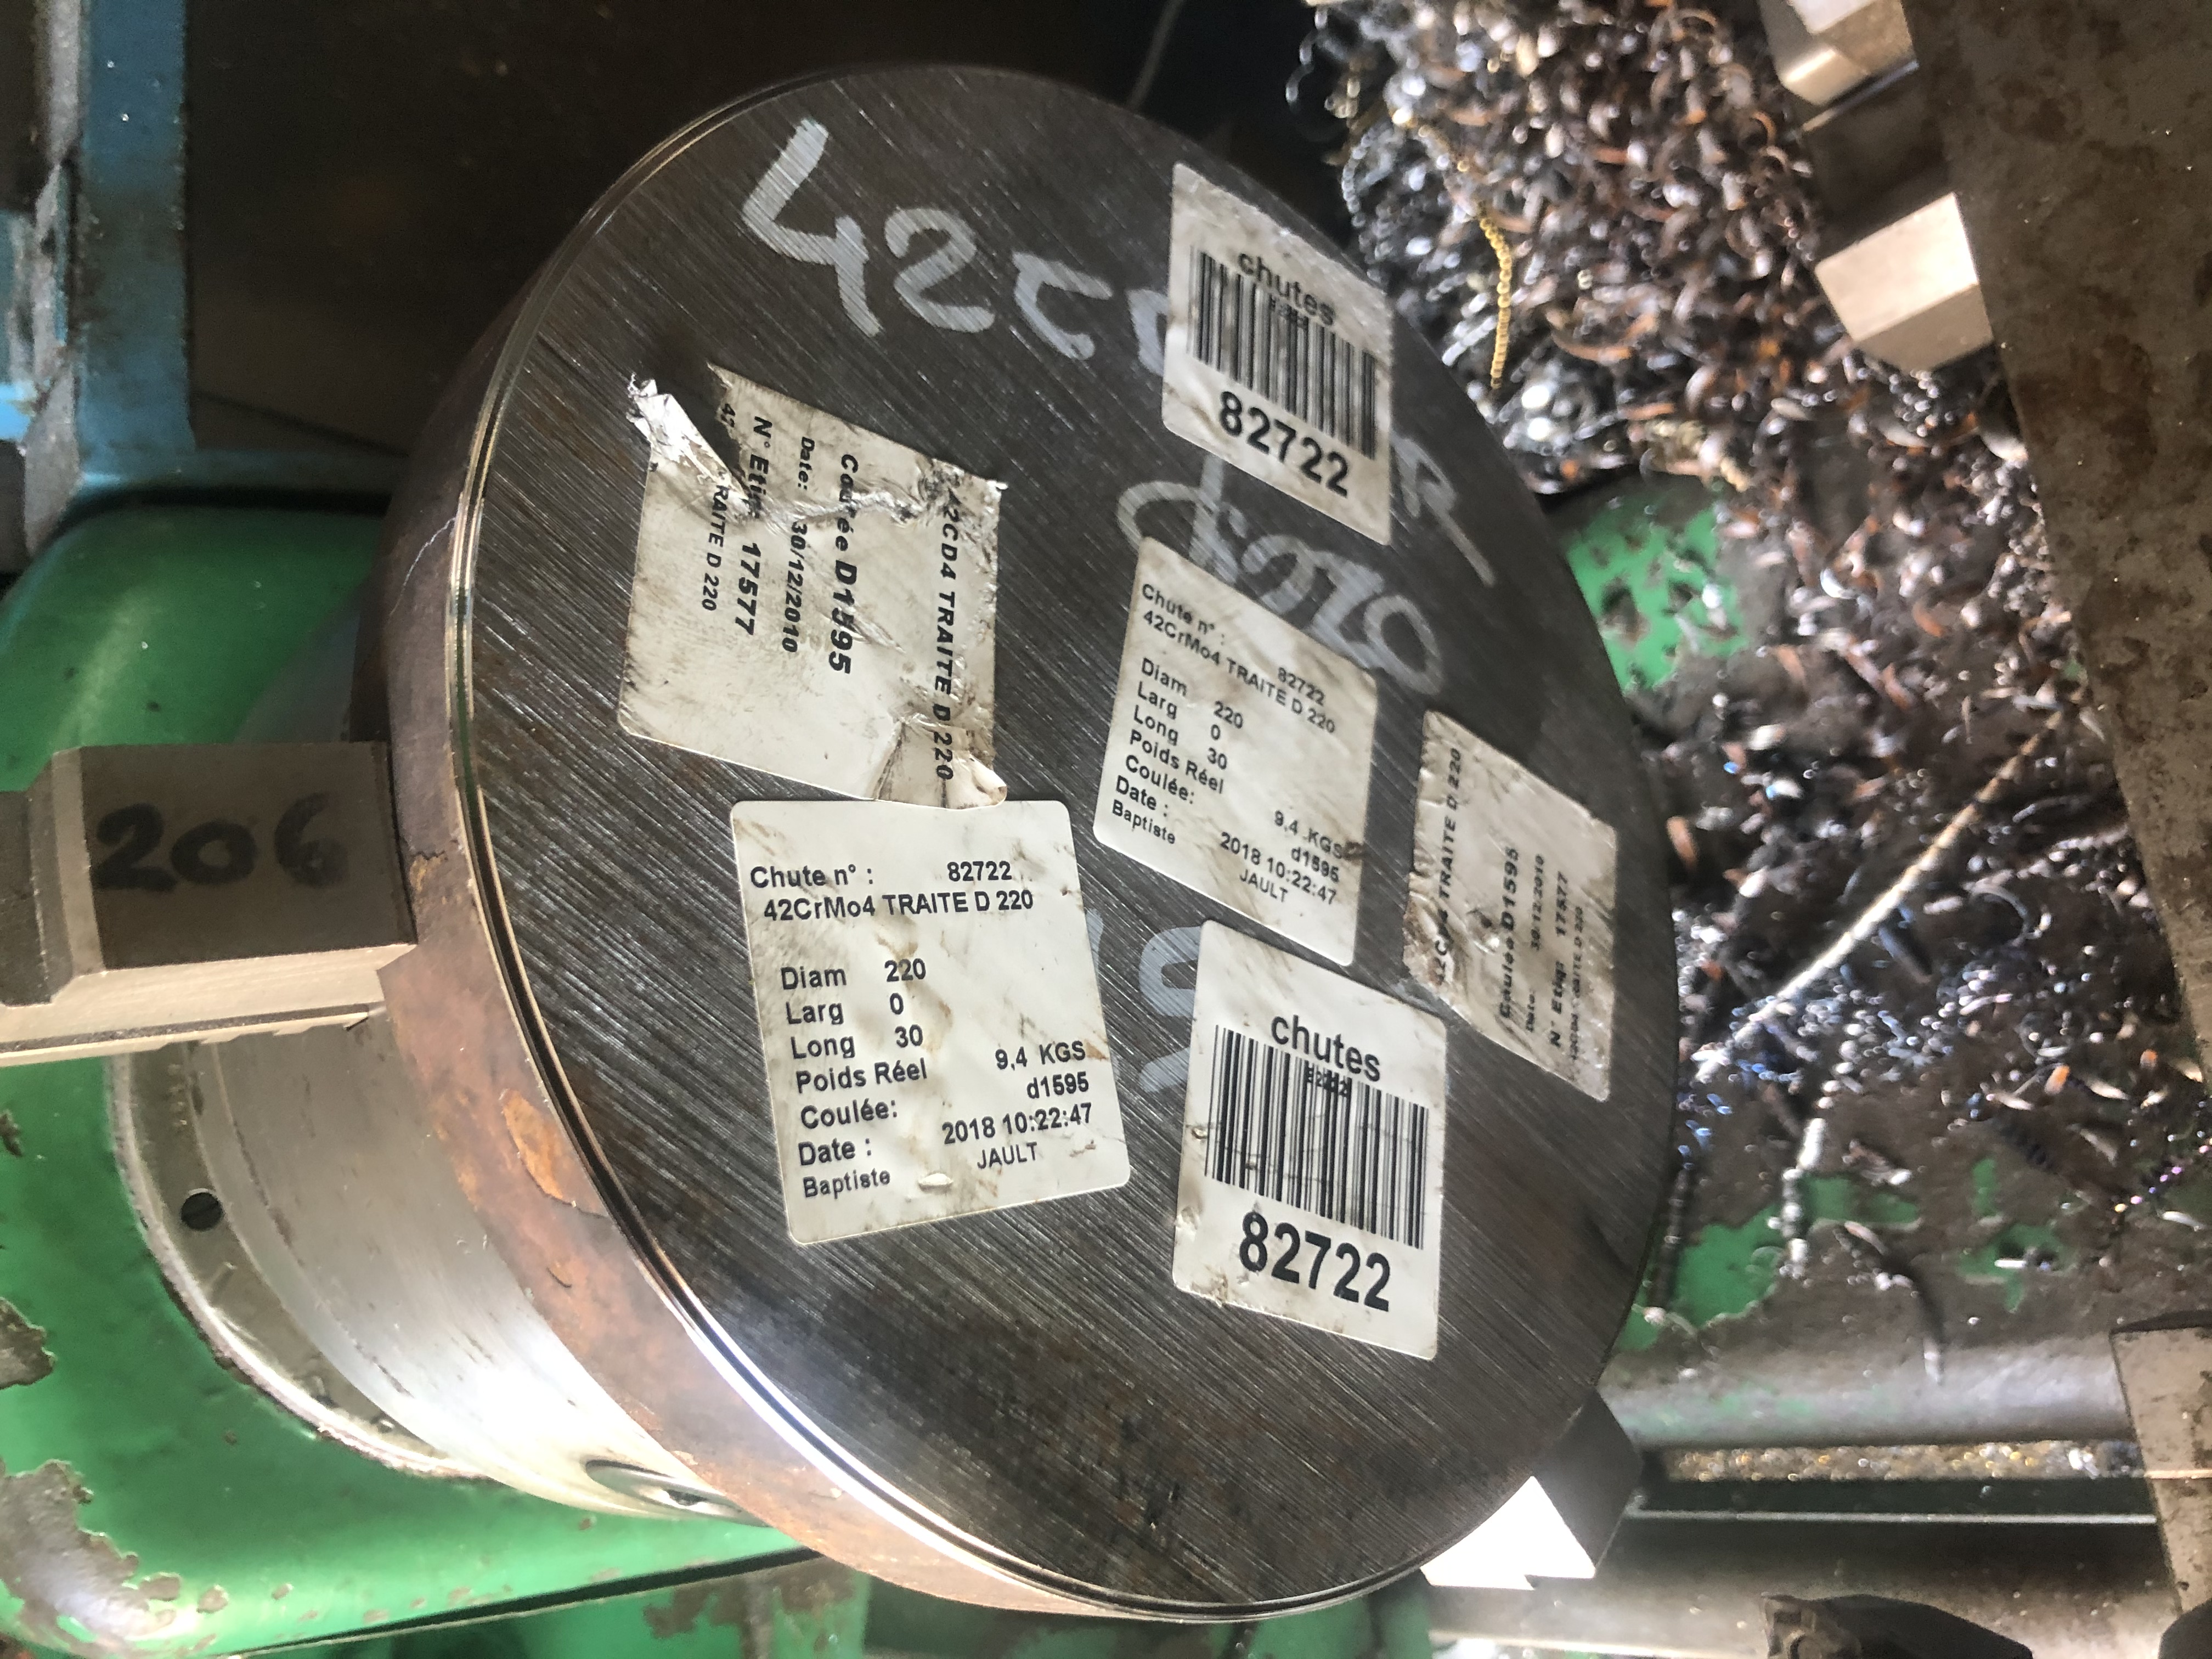 42CD
chutes
82722
42CD4 TRAITE D 220
Coulée D1595
Date: 30/12/2010
N° Etiq 17577
RAITE D 220
Chute n° : 82722
42CrMo4 TRAITE D 220
Diam 220
Larg 0
Long 30
Poids Réel 9,4 KGS
Coulée: d1595
Date : 2018 10:22:47
Baptiste JAULT
TRAITE D 220
Coulée D1595
Date: 30/12/2010
N° Etiq 17577
206
Chute n° : 82722
42CrMo4 TRAITE D 220
Diam 220
Larg 0
Long 30
Poids Réel 9,4 KGS
Coulée: d1595
Date : 2018 10:22:47
Baptiste JAULT
chutes
82722